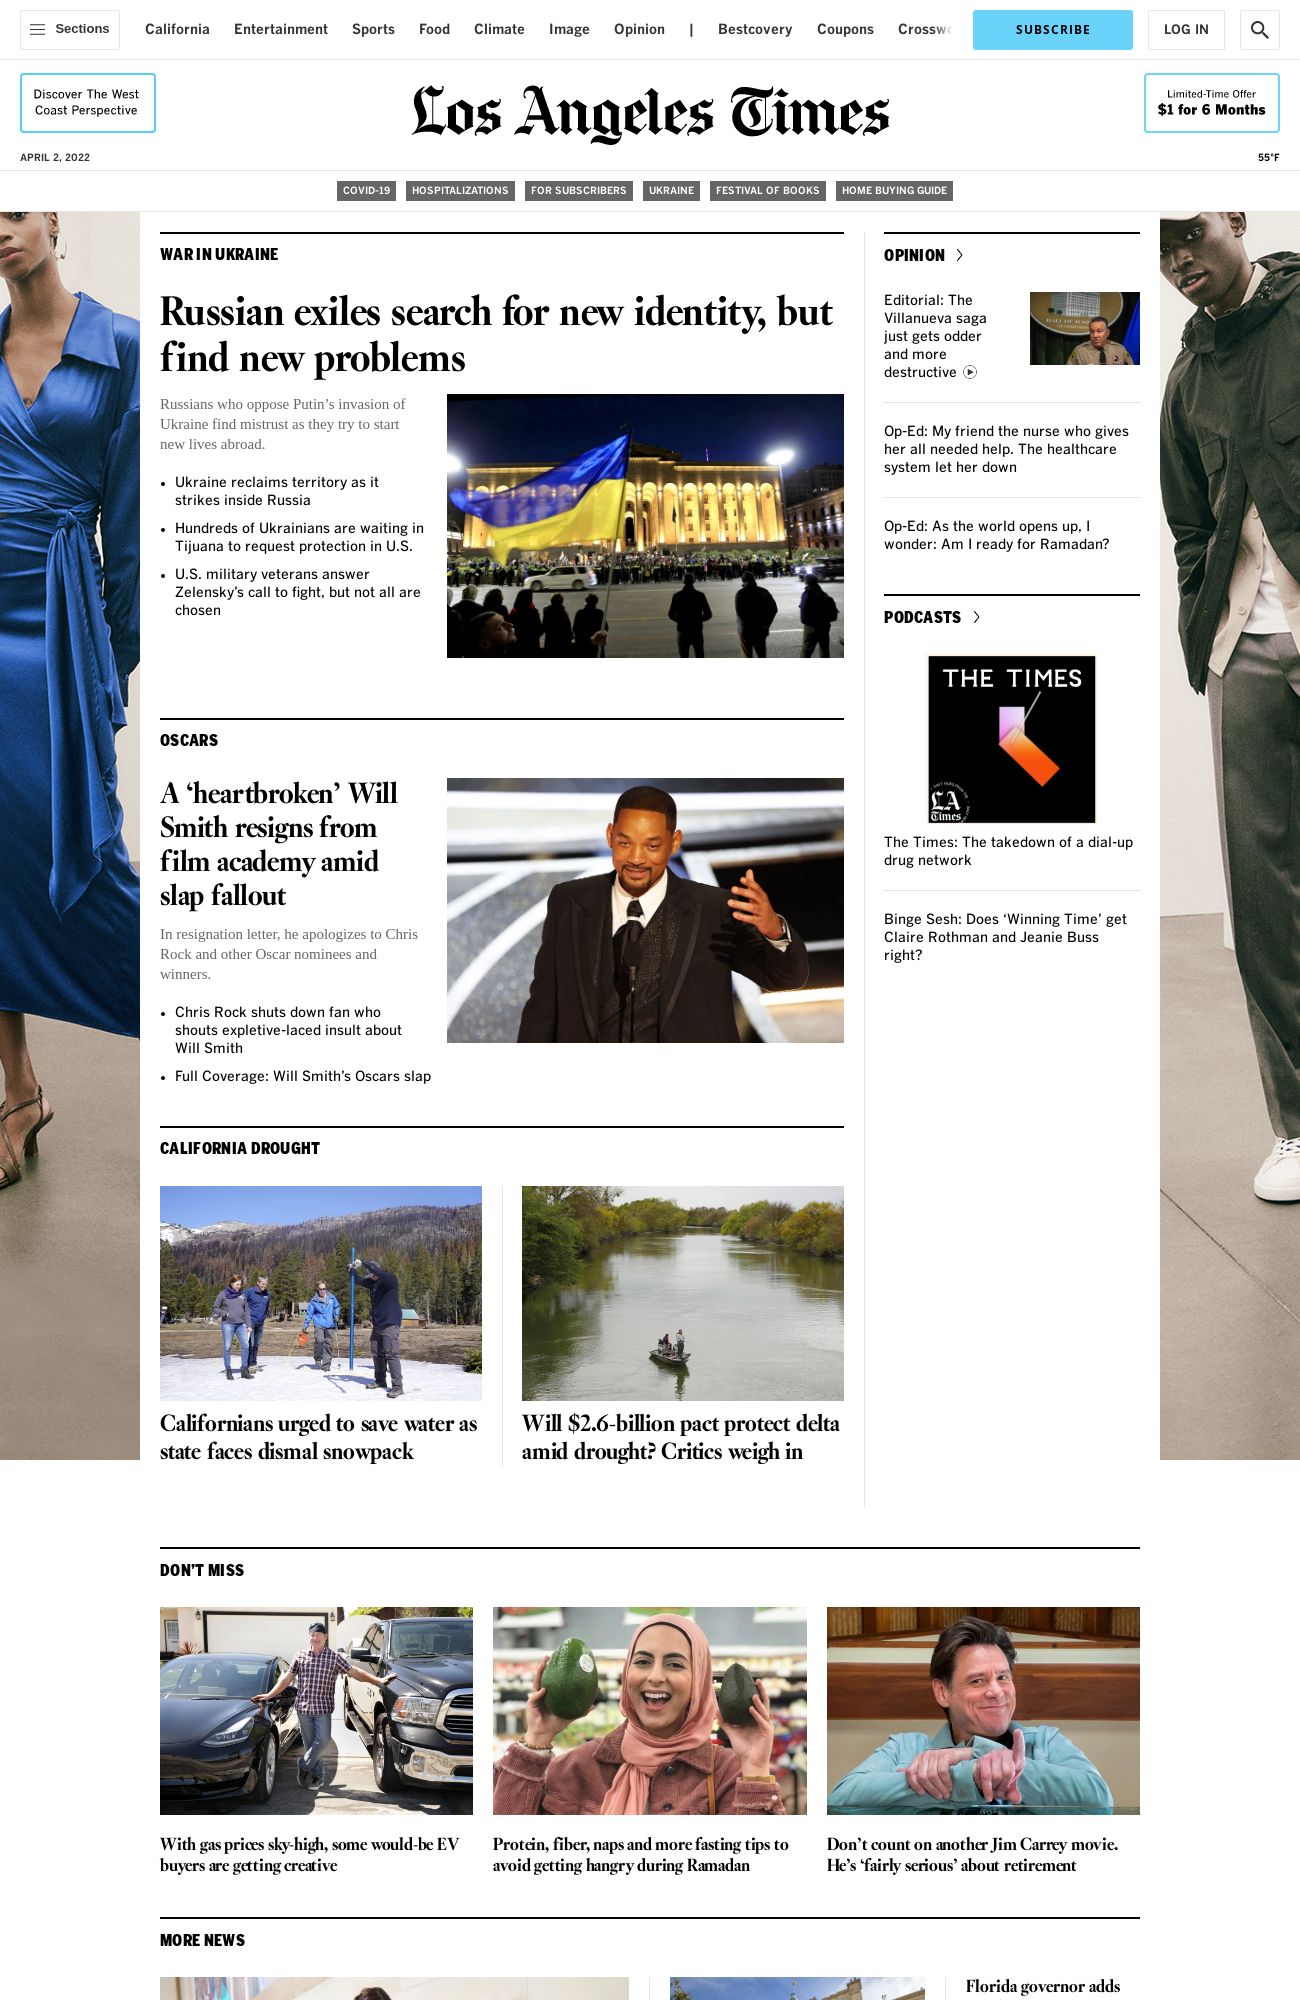 Sections
California
Entertainment
Sports
Food
Climate
Image
Opinion
|
Bestcovery
Coupons
SUBSCRIBE
LOG IN
Discover The West
Coast Perspective
Los Angeles Times
Limited-Time Offer
$1 for 6 Months
APRIL 2, 2022
55°F
COVID-19
HOSPITALIZATIONS
FOR SUBSCRIBERS
UKRAINE
FESTIVAL OF BOOKS
HOME BUYING GUIDE
WAR IN UKRAINE
Russian exiles search for new identity, but
find new problems
Russians who oppose Putin’s invasion of
Ukraine find mistrust as they try to start
new lives abroad.
• Ukraine reclaims territory as it
strikes inside Russia
• Hundreds of Ukrainians are waiting in
Tijuana to request protection in U.S.
• U.S. military veterans answer
Zelensky’s call to fight, but not all are
chosen
OSCARS
A ‘heartbroken’ Will
Smith resigns from
film academy amid
slap fallout
In resignation letter, he apologizes to Chris
Rock and other Oscar nominees and
winners.
• Chris Rock shuts down fan who
shouts expletive-laced insult about
Will Smith
• Full Coverage: Will Smith’s Oscars slap
CALIFORNIA DROUGHT
Californians urged to save water as
state faces dismal snowpack
Will $2.6-billion pact protect delta
amid drought? Critics weigh in
OPINION
Editorial: The
Villanueva saga
just gets odder
and more
destructive
Op-Ed: My friend the nurse who gives
her all needed help. The healthcare
system let her down
Op-Ed: As the world opens up, I
wonder: Am I ready for Ramadan?
PODCASTS
THE TIMES
LA
Times
The Times: The takedown of a dial-up
drug network
Binge Sesh: Does ‘Winning Time’ get
Claire Rothman and Jeanie Buss
right?
DON’T MISS
With gas prices sky-high, some would-be EV
buyers are getting creative
Protein, fiber, naps and more fasting tips to
avoid getting hangry during Ramadan
Don’t count on another Jim Carrey movie.
He’s ‘fairly serious’ about retirement
MORE NEWS
Florida governor adds